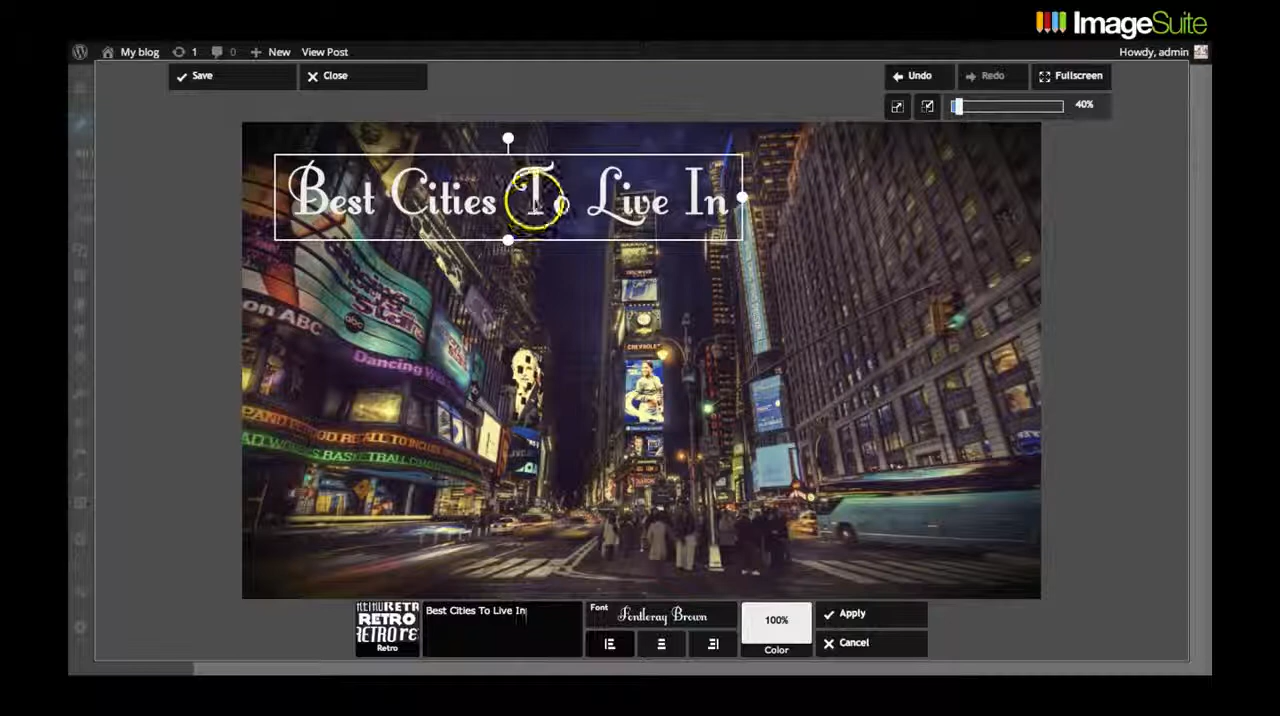 ImageSuite
My blog 1 0 New View Post Howdy, admin
Save Close Undo Redo Fullscreen
40%
Best Cities To Live In
on ABC
abc
Dancing
CHEVROLET
BASKETBALL
RETRO
Retro
Best Cities To Live In
Font Fontleroy Brown
100%
Color
Apply
Cancel